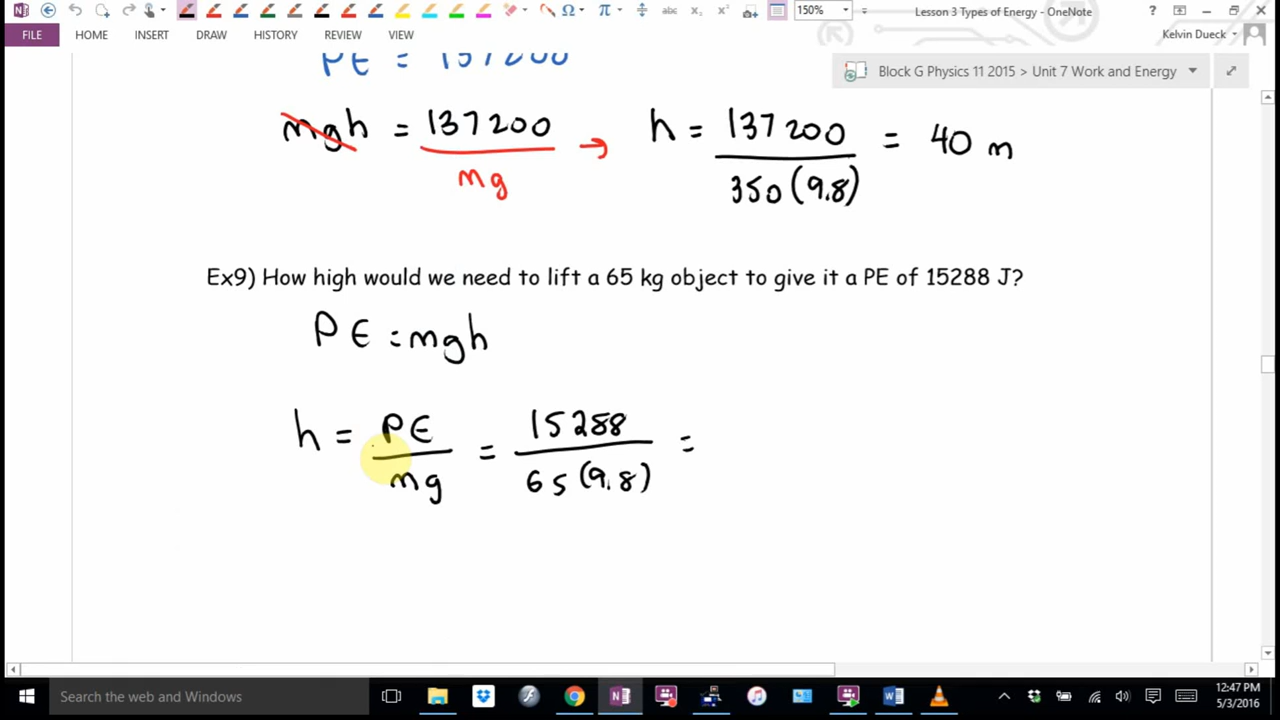 150% Lesson 3 Types of Energy - OneNote ?
FILE HOME INSERT DRAW HISTORY REVIEW VIEW Kelvin Dueck
PE = 137200
Block G Physics 11 2015 > Unit 7 Work and Energy
mgh = 137200 / mg → h = 137200 / 350(9.8) = 40 m
Ex9) How high would we need to lift a 65 kg object to give it a PE of 15288 J?
PE = mgh
h = PE / mg = 15288 / 65(9.8) =
Search the web and Windows
12:47 PM
5/3/2016